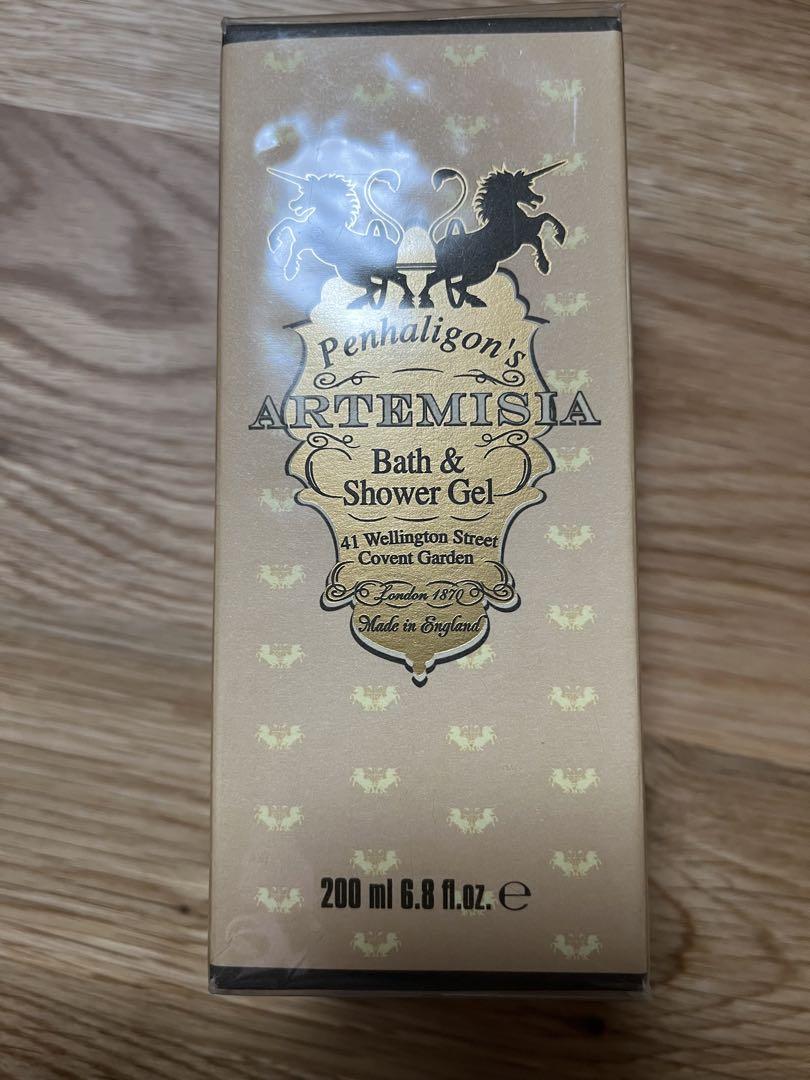 Penhaligon's
ARTEMISIA
Bath &
Shower Gel
41 Wellington Street
Covent Garden
London 1870
Made in England
200 ml 6.8 fl.oz. ℮